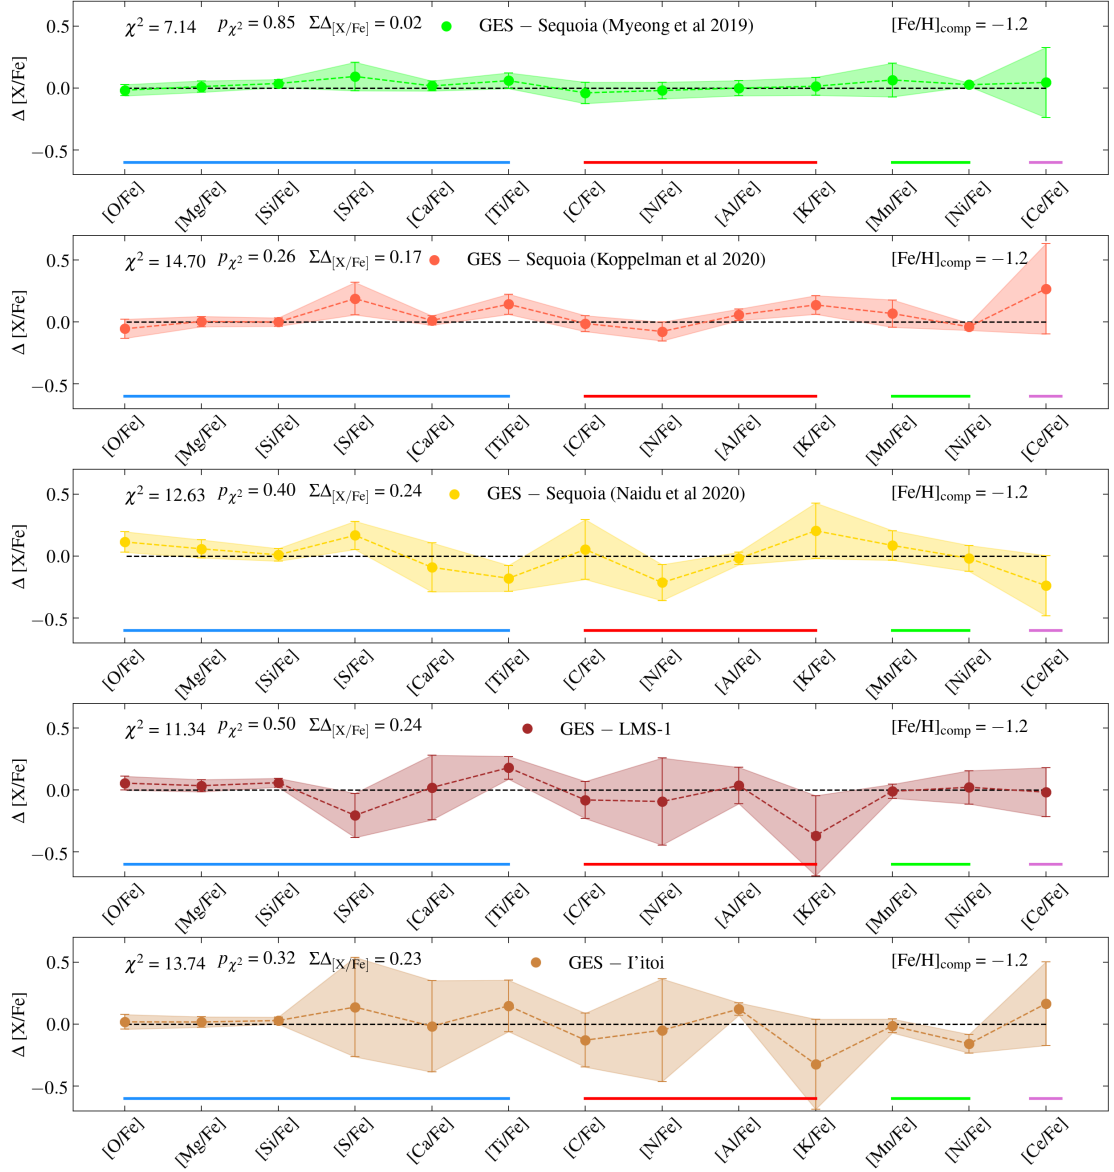 χ² = 7.14 p_χ² = 0.85 ΣΔ[X/Fe] = 0.02 GES − Sequoia (Myeong et al 2019) [Fe/H]comp = −1.2
0.5
0.0
−0.5
Δ [X/Fe]
[O/Fe] [Mg/Fe] [Si/Fe] [S/Fe] [Ca/Fe] [Ti/Fe] [C/Fe] [N/Fe] [Al/Fe] [K/Fe] [Mn/Fe] [Ni/Fe] [Ce/Fe]
χ² = 14.70 p_χ² = 0.26 ΣΔ[X/Fe] = 0.17 GES − Sequoia (Koppelman et al 2020) [Fe/H]comp = −1.2
0.5
0.0
−0.5
Δ [X/Fe]
[O/Fe] [Mg/Fe] [Si/Fe] [S/Fe] [Ca/Fe] [Ti/Fe] [C/Fe] [N/Fe] [Al/Fe] [K/Fe] [Mn/Fe] [Ni/Fe] [Ce/Fe]
χ² = 12.63 p_χ² = 0.40 ΣΔ[X/Fe] = 0.24 GES − Sequoia (Naidu et al 2020) [Fe/H]comp = −1.2
0.5
0.0
−0.5
Δ [X/Fe]
[O/Fe] [Mg/Fe] [Si/Fe] [S/Fe] [Ca/Fe] [Ti/Fe] [C/Fe] [N/Fe] [Al/Fe] [K/Fe] [Mn/Fe] [Ni/Fe] [Ce/Fe]
χ² = 11.34 p_χ² = 0.50 ΣΔ[X/Fe] = 0.24 GES − LMS-1 [Fe/H]comp = −1.2
0.5
0.0
−0.5
Δ [X/Fe]
[O/Fe] [Mg/Fe] [Si/Fe] [S/Fe] [Ca/Fe] [Ti/Fe] [C/Fe] [N/Fe] [Al/Fe] [K/Fe] [Mn/Fe] [Ni/Fe] [Ce/Fe]
χ² = 13.74 p_χ² = 0.32 ΣΔ[X/Fe] = 0.23 GES − I'itoi [Fe/H]comp = −1.2
0.5
0.0
−0.5
Δ [X/Fe]
[O/Fe] [Mg/Fe] [Si/Fe] [S/Fe] [Ca/Fe] [Ti/Fe] [C/Fe] [N/Fe] [Al/Fe] [K/Fe] [Mn/Fe] [Ni/Fe] [Ce/Fe]